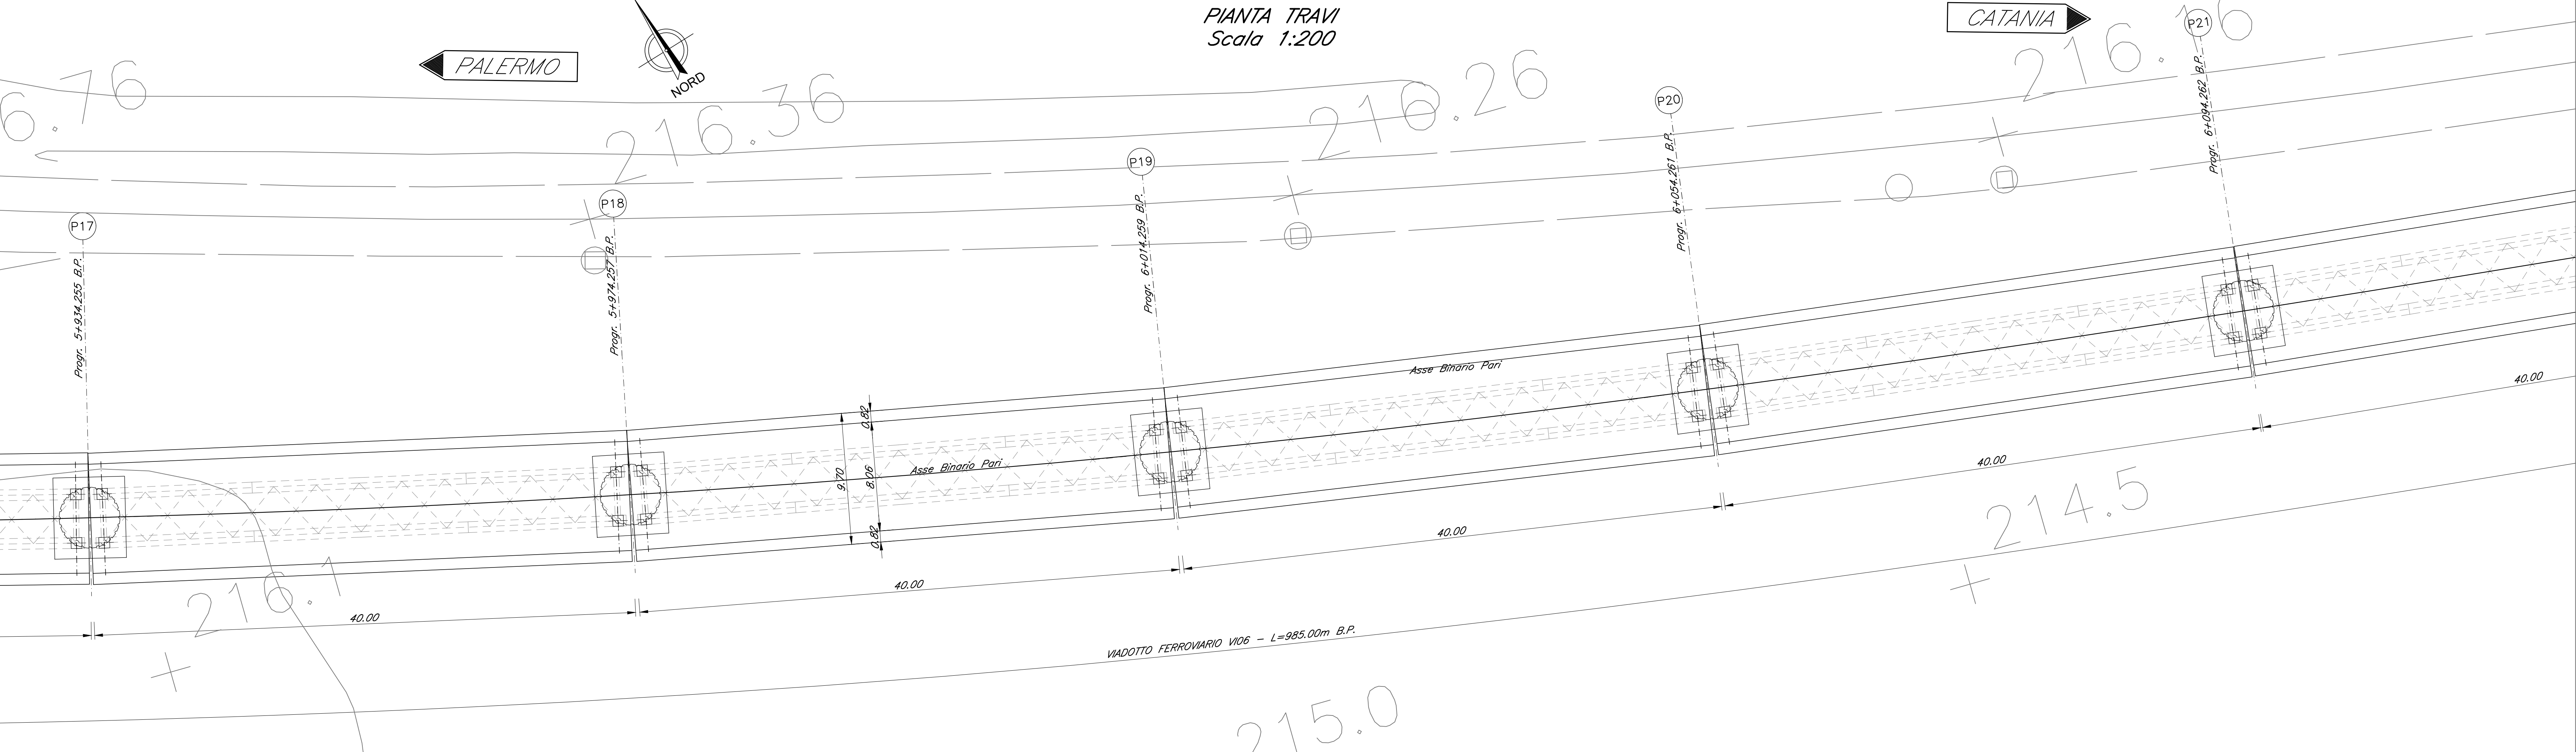 PIANTA TRAVI
Scala 1:200
PALERMO
CATANIA
NORD
6.76
216.36
216.26
216.16
P17
P18
P19
P20
P21
Progr. 5+934.255 B.P.
Progr. 5+974.257 B.P.
Progr. 6+014.259 B.P.
Progr. 6+054.261 B.P.
Progr. 6+094.262 B.P.
Asse Binario Pari
Asse Binario Pari
0.82
9.70
8.06
0.82
40.00
40.00
40.00
40.00
40.00
216.1
214.5
215.0
VIADOTTO FERROVIARIO VI06 - L=985.00m B.P.